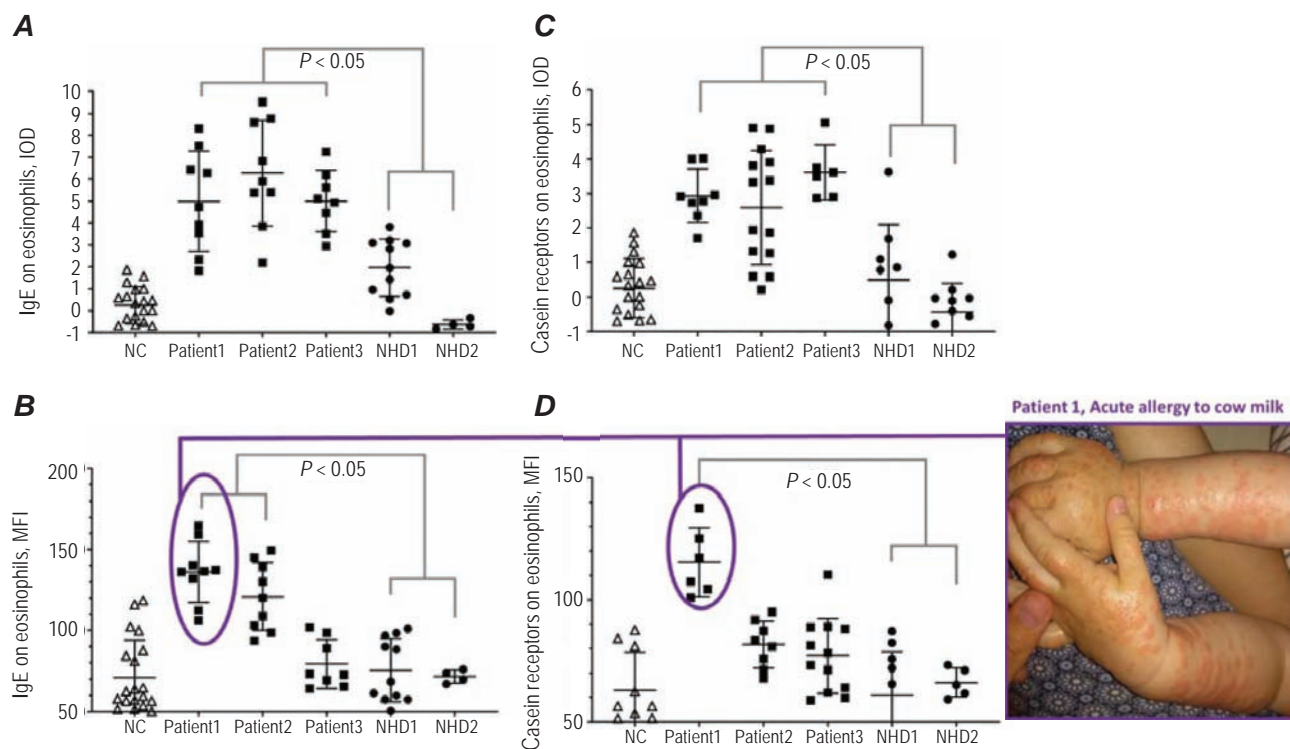 A
P < 0.05
IgE on eosinophils, IOD
10
9
8
7
6
5
4
3
2
1
0
-1
NC Patient1 Patient2 Patient3 NHD1 NHD2
C
P < 0.05
Casein receptors on eosinophils, IOD
6
5
4
3
2
1
0
-1
NC Patient1 Patient2 Patient3 NHD1 NHD2
B
P < 0.05
IgE on eosinophils, MFI
200
150
100
50
NC Patient1 Patient2 Patient3 NHD1 NHD2
D
P < 0.05
Casein receptors on eosinophils, MFI
150
100
50
NC Patient1 Patient2 Patient3 NHD1 NHD2
Patient 1, Acute allergy to cow milk